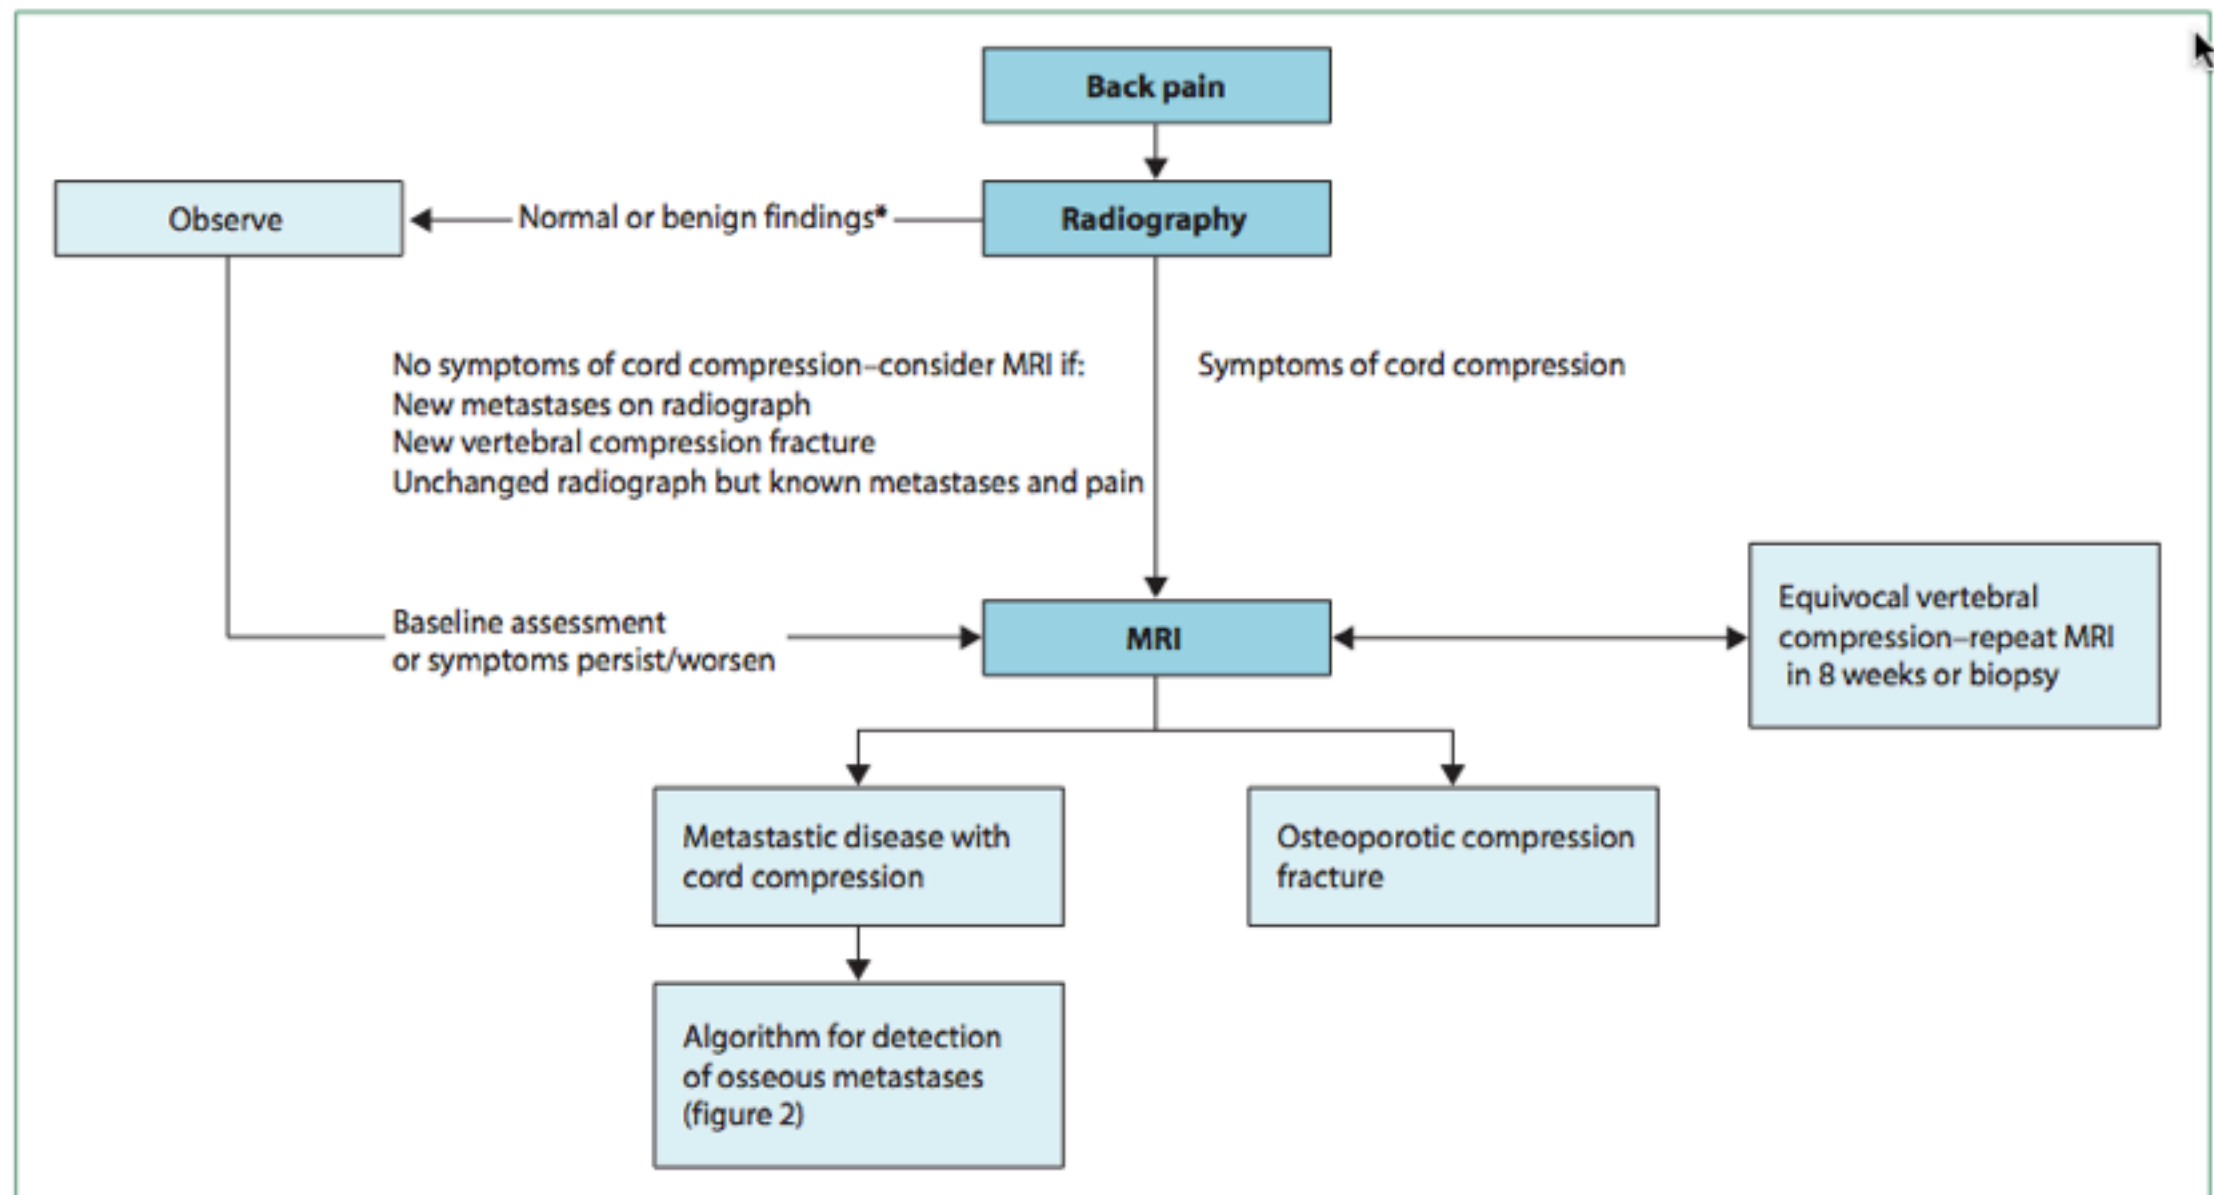 Back pain
Observe
Normal or benign findings*
Radiography
No symptoms of cord compression–consider MRI if:
New metastases on radiograph
New vertebral compression fracture
Unchanged radiograph but known metastases and pain
Symptoms of cord compression
Baseline assessment
or symptoms persist/worsen
MRI
Equivocal vertebral
compression–repeat MRI
in 8 weeks or biopsy
Metastastic disease with
cord compression
Osteoporotic compression
fracture
Algorithm for detection
of osseous metastases
(figure 2)